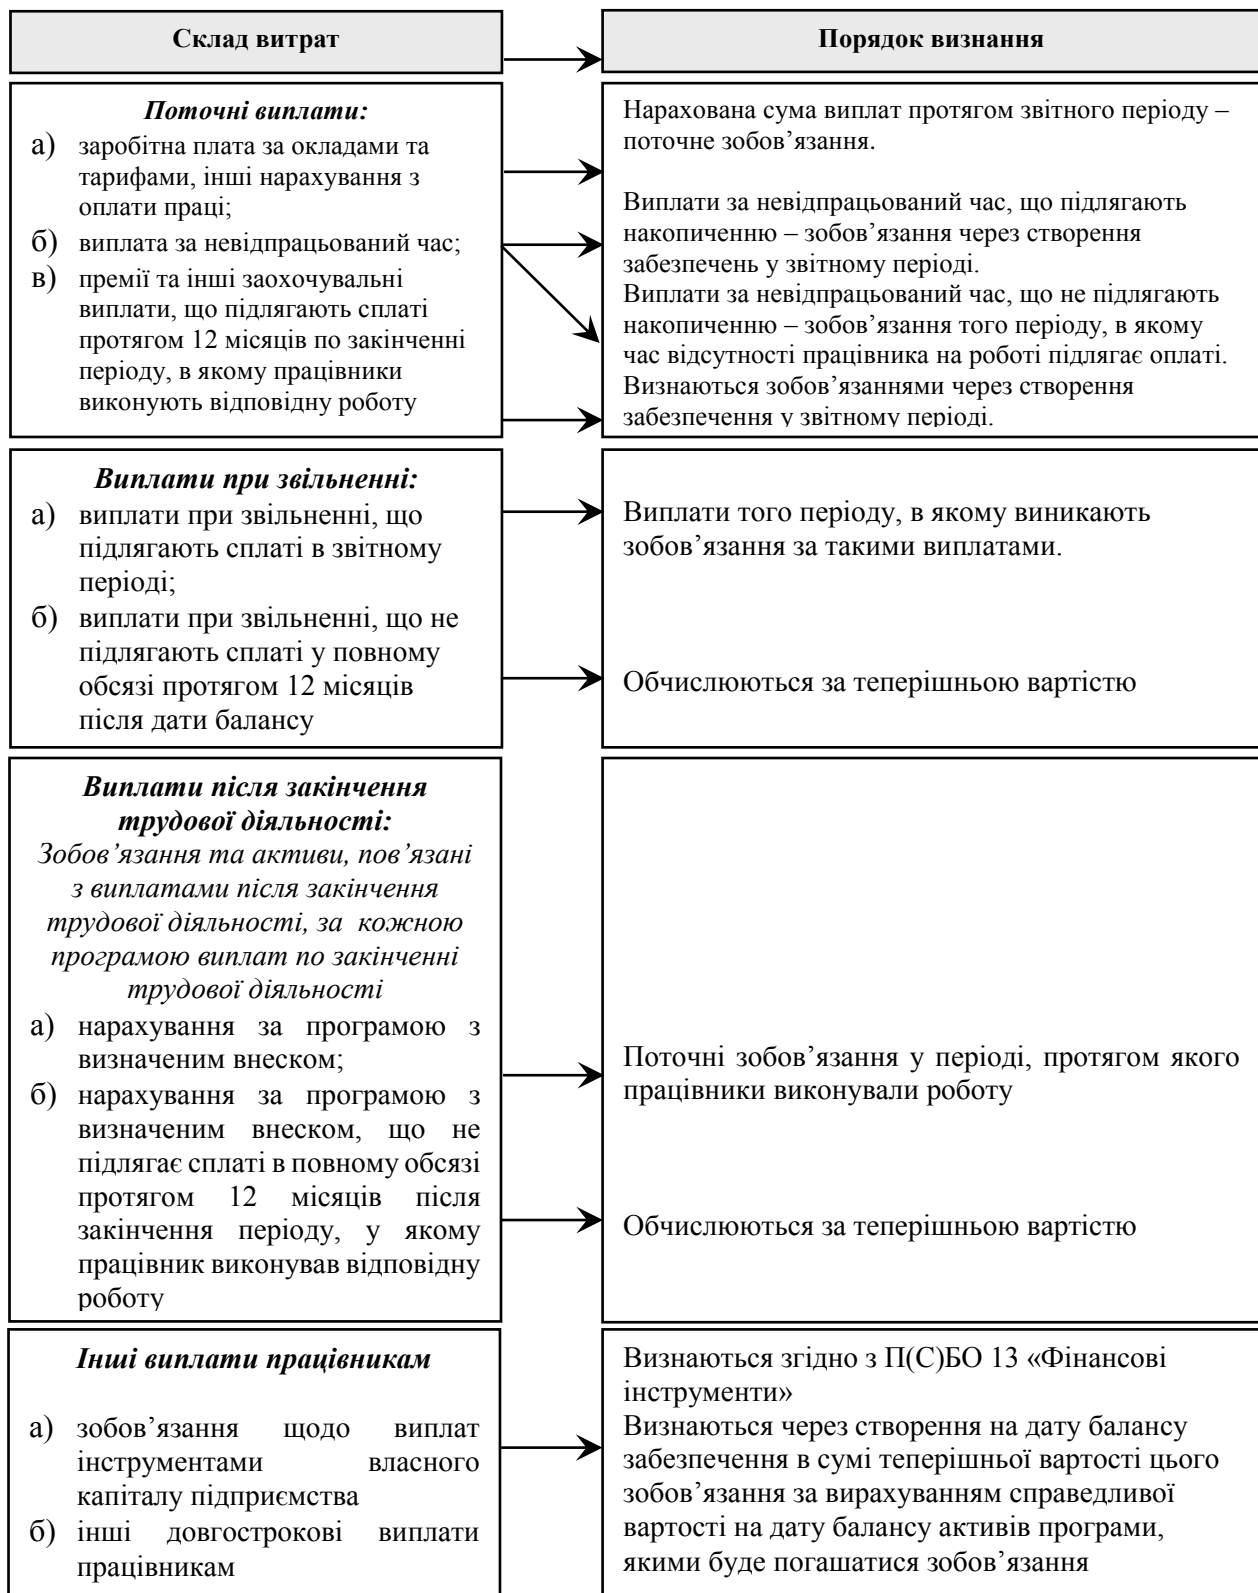 Склад витрат
Порядок визнання
Поточні виплати:
а) заробітна плата за окладами та
тарифами, інші нарахування з
оплати праці;
б) виплата за невідпрацьований час;
в) премії та інші заохочувальні
виплати, що підлягають сплаті
протягом 12 місяців по закінченні
періоду, в якому працівники
виконують відповідну роботу
Нарахована сума виплат протягом звітного періоду –
поточне зобов’язання.
Виплати за невідпрацьований час, що підлягають
накопиченню – зобов’язання через створення
забезпечень у звітному періоді.
Виплати за невідпрацьований час, що не підлягають
накопиченню – зобов’язання того періоду, в якому
час відсутності працівника на роботі підлягає оплаті.
Визнаються зобов’язаннями через створення
забезпечення у звітному періоді.
Виплати при звільненні:
а) виплати при звільненні, що
підлягають сплаті в звітному
періоді;
б) виплати при звільненні, що не
підлягають сплаті у повному
обсязі протягом 12 місяців
після дати балансу
Виплати того періоду, в якому виникають
зобов’язання за такими виплатами.
Обчислюються за теперішньою вартістю
Виплати після закінчення
трудової діяльності:
Зобов’язання та активи, пов’язані
з виплатами після закінчення
трудової діяльності, за кожною
програмою виплат по закінченні
трудової діяльності
а) нарахування за програмою з
визначеним внеском;
б) нарахування за програмою з
визначеним внеском, що не
підлягає сплаті в повному обсязі
протягом 12 місяців після
закінчення періоду, у якому
працівник виконував відповідну
роботу
Поточні зобов’язання у періоді, протягом якого
працівники виконували роботу
Обчислюються за теперішньою вартістю
Інші виплати працівникам
а) зобов’язання щодо виплат
інструментами власного
капіталу підприємства
б) інші довгострокові виплати
працівникам
Визнаються згідно з П(С)БО 13 «Фінансові
інструменти»
Визнаються через створення на дату балансу
забезпечення в сумі теперішньої вартості цього
зобов’язання за вирахуванням справедливої
вартості на дату балансу активів програми,
якими буде погашатися зобов’язання